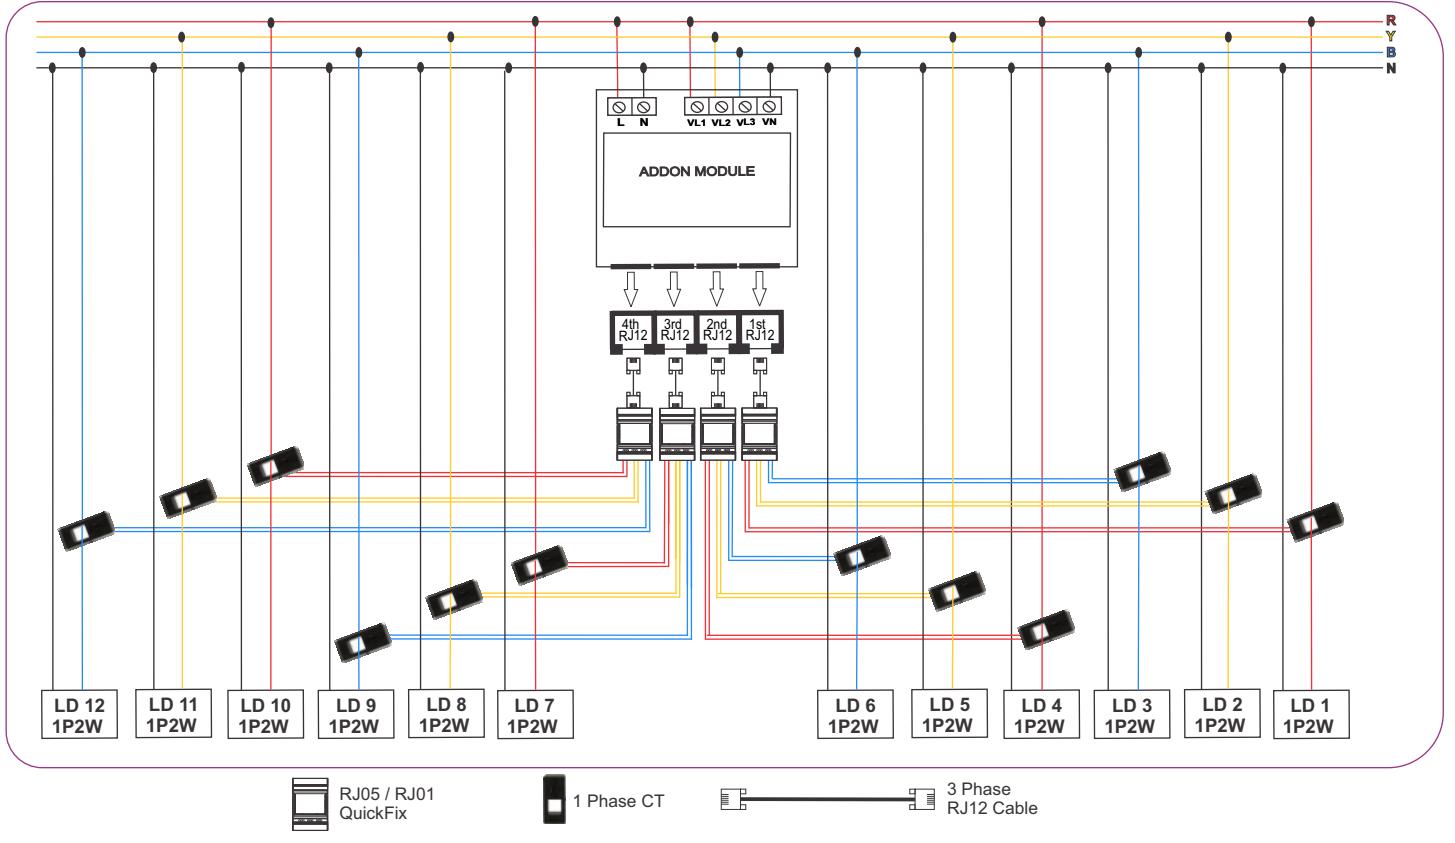 R
Y
B
N
L N VL1 VL2 VL3 VN
ADDON MODULE
4th RJ12
3rd RJ12
2nd RJ12
1st RJ12
LD 12
1P2W
LD 11
1P2W
LD 10
1P2W
LD 9
1P2W
LD 8
1P2W
LD 7
1P2W
LD 6
1P2W
LD 5
1P2W
LD 4
1P2W
LD 3
1P2W
LD 2
1P2W
LD 1
1P2W
RJ05 / RJ01
QuickFix
1 Phase CT
3 Phase
RJ12 Cable